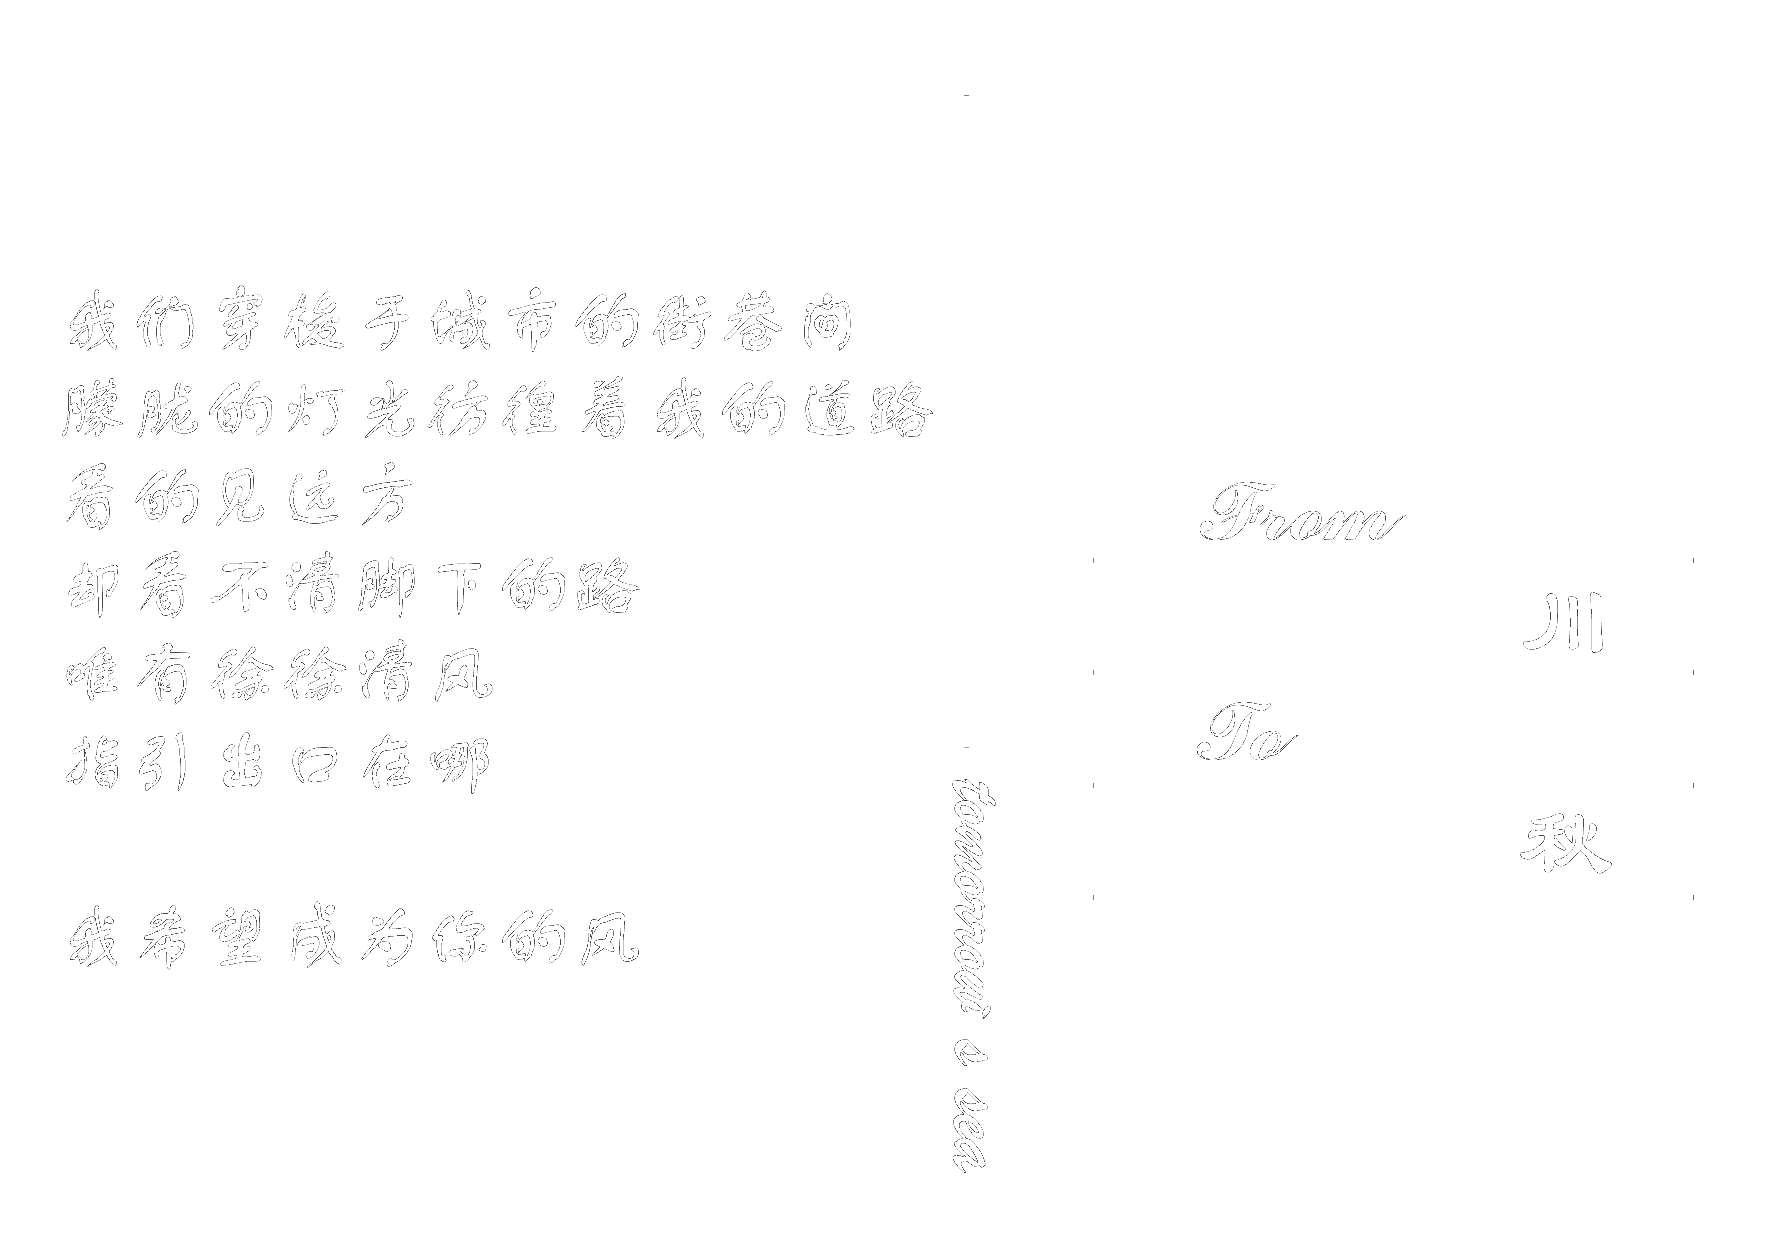 我们穿梭于城市的街巷间
朦胧的灯光彷徨着我的道路
看的见远方
却看不清脚下的路
唯有徐徐清风
指引出口在哪
我希望成为你的风
tomorrow s sea
From
川
To
秋